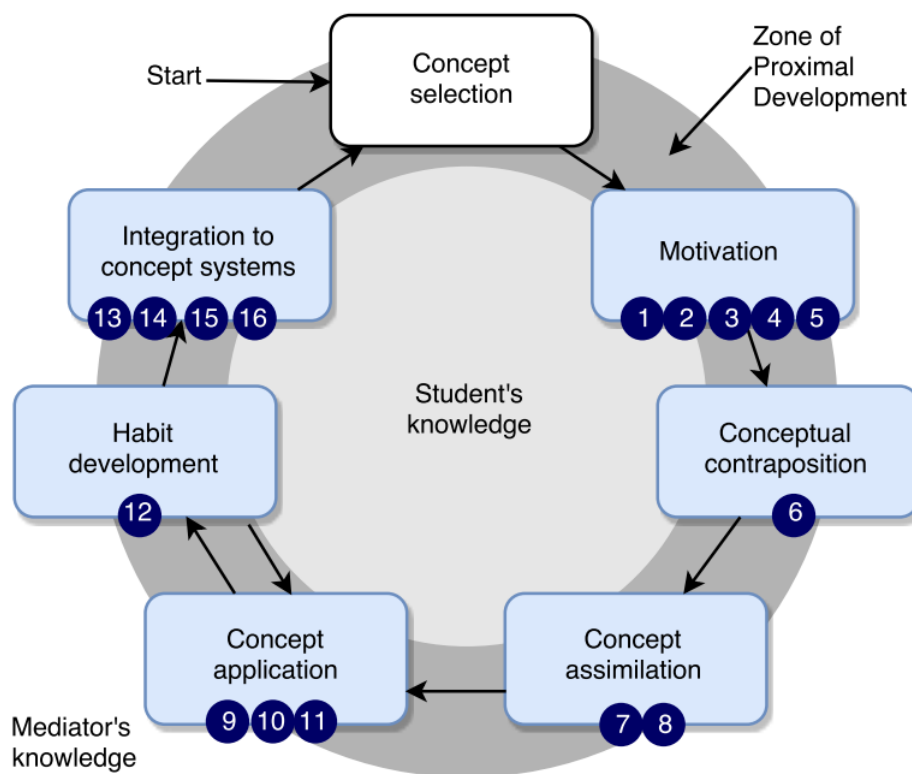 Start
Concept
selection
Zone of
Proximal
Development
Integration to
concept systems
13 14 15 16
Motivation
1 2 3 4 5
Student's
knowledge
Habit
development
12
Conceptual
contraposition
6
Concept
application
9 10 11
Concept
assimilation
7 8
Mediator's
knowledge